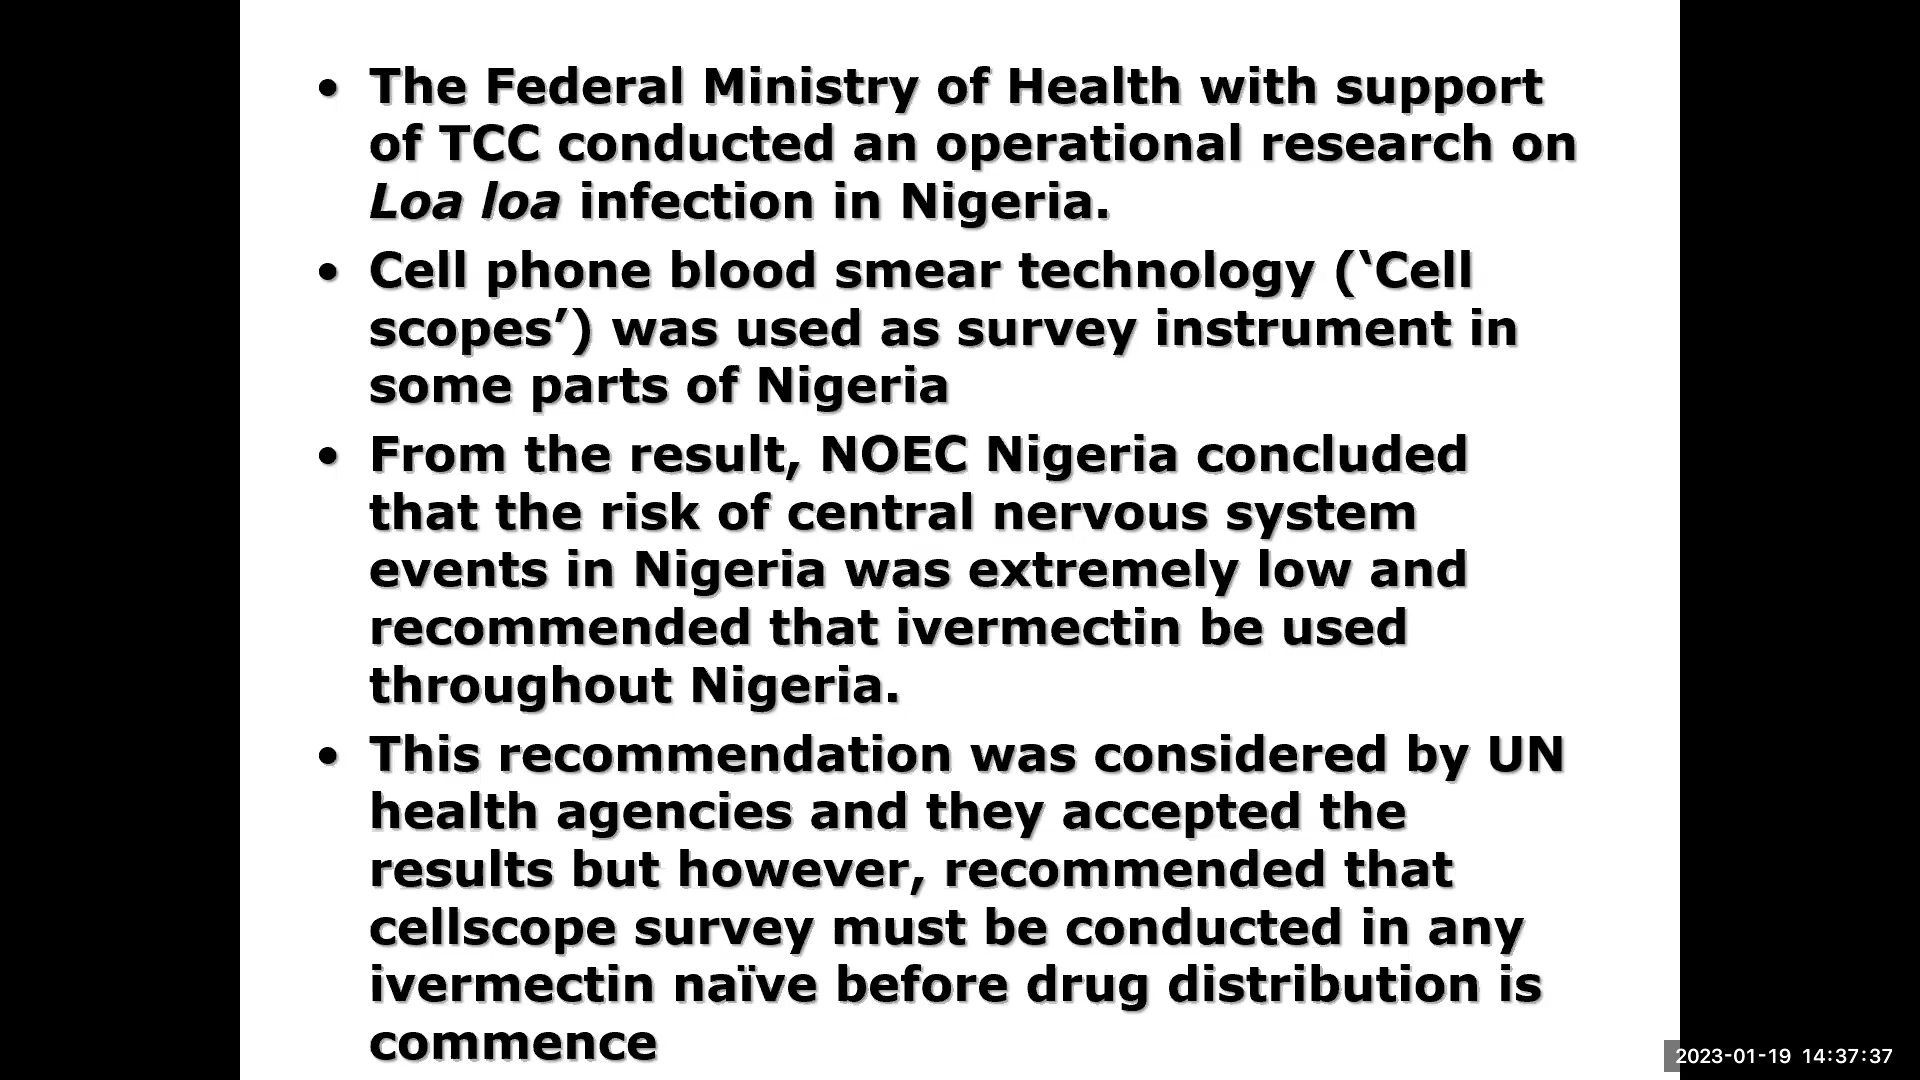 • The Federal Ministry of Health with support
of TCC conducted an operational research on
Loa loa infection in Nigeria.
• Cell phone blood smear technology (‘Cell
scopes’) was used as survey instrument in
some parts of Nigeria
• From the result, NOEC Nigeria concluded
that the risk of central nervous system
events in Nigeria was extremely low and
recommended that ivermectin be used
throughout Nigeria.
• This recommendation was considered by UN
health agencies and they accepted the
results but however, recommended that
cellscope survey must be conducted in any
ivermectin naïve before drug distribution is
commence
2023-01-19 14:37:37